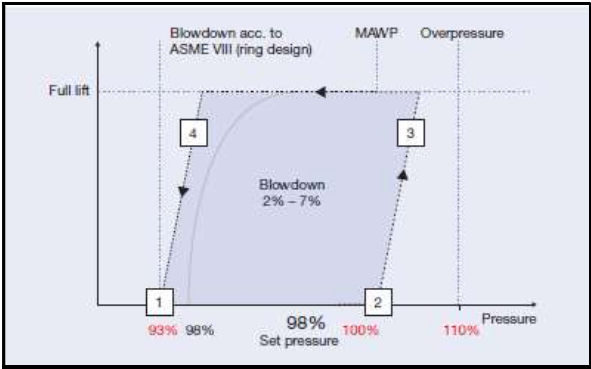 Blowdown acc. to
ASME VIII (ring design)
MAWP
Overpressure
Full lift
4
3
Blowdown
2% – 7%
1
2
93%
98%
98%
100%
110%
Pressure
Set pressure